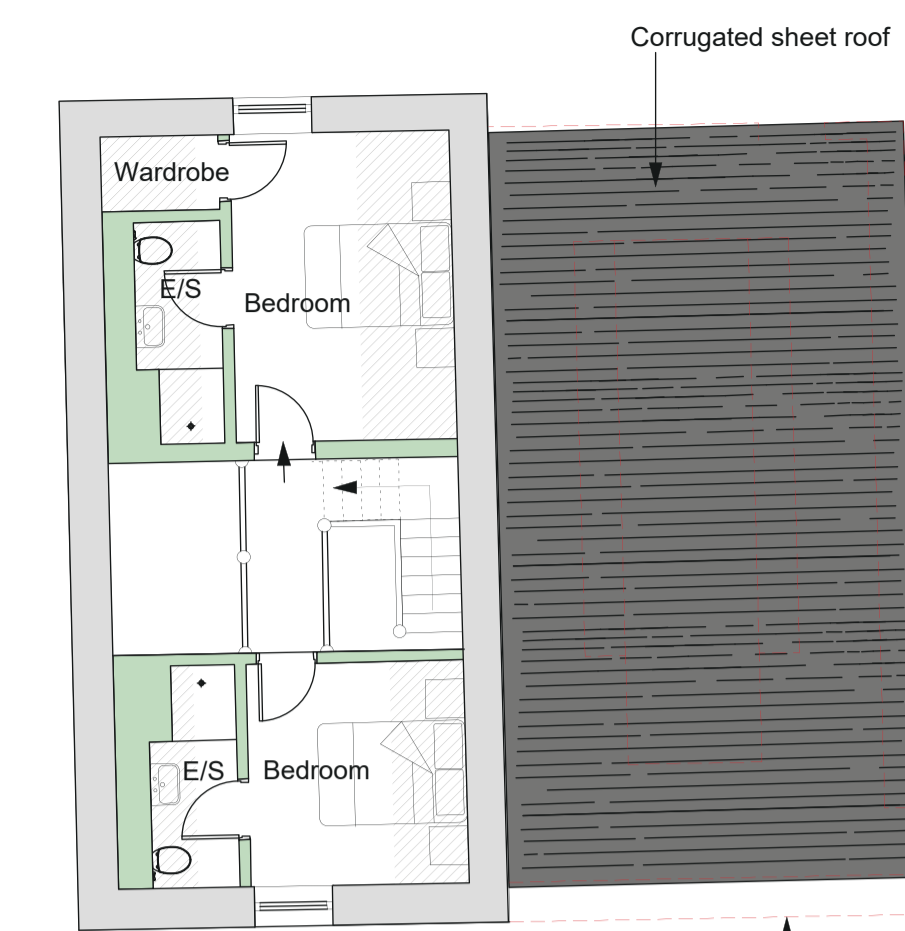 Corrugated sheet roof
Wardrobe
E/S
Bedroom
E/S
Bedroom